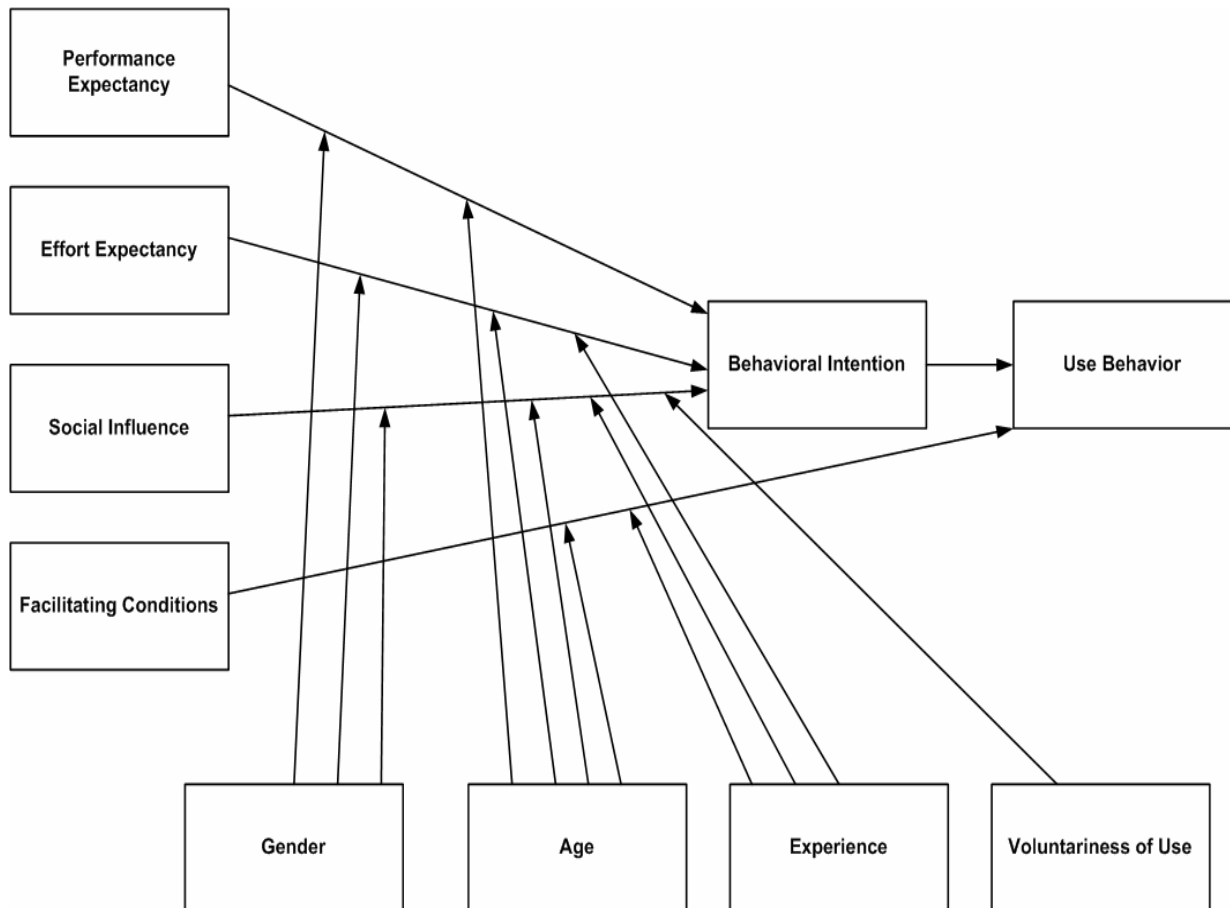 Performance
Expectancy
Effort Expectancy
Social Influence
Facilitating Conditions
Behavioral Intention
Use Behavior
Gender
Age
Experience
Voluntariness of Use